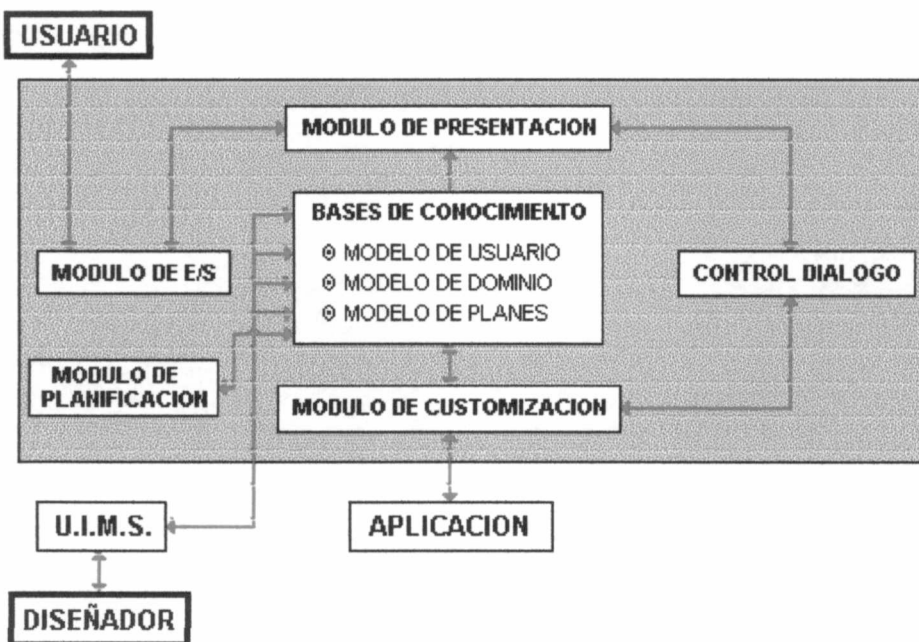 USUARIO
MODULO DE PRESENTACION
BASES DE CONOCIMIENTO
⊙ MODELO DE USUARIO
⊙ MODELO DE DOMINIO
⊙ MODELO DE PLANES
MODULO DE E/S
CONTROL DIALOGO
MODULO DE
PLANIFICACION
MODULO DE CUSTOMIZACION
U.I.M.S.
APLICACION
DISEÑADOR